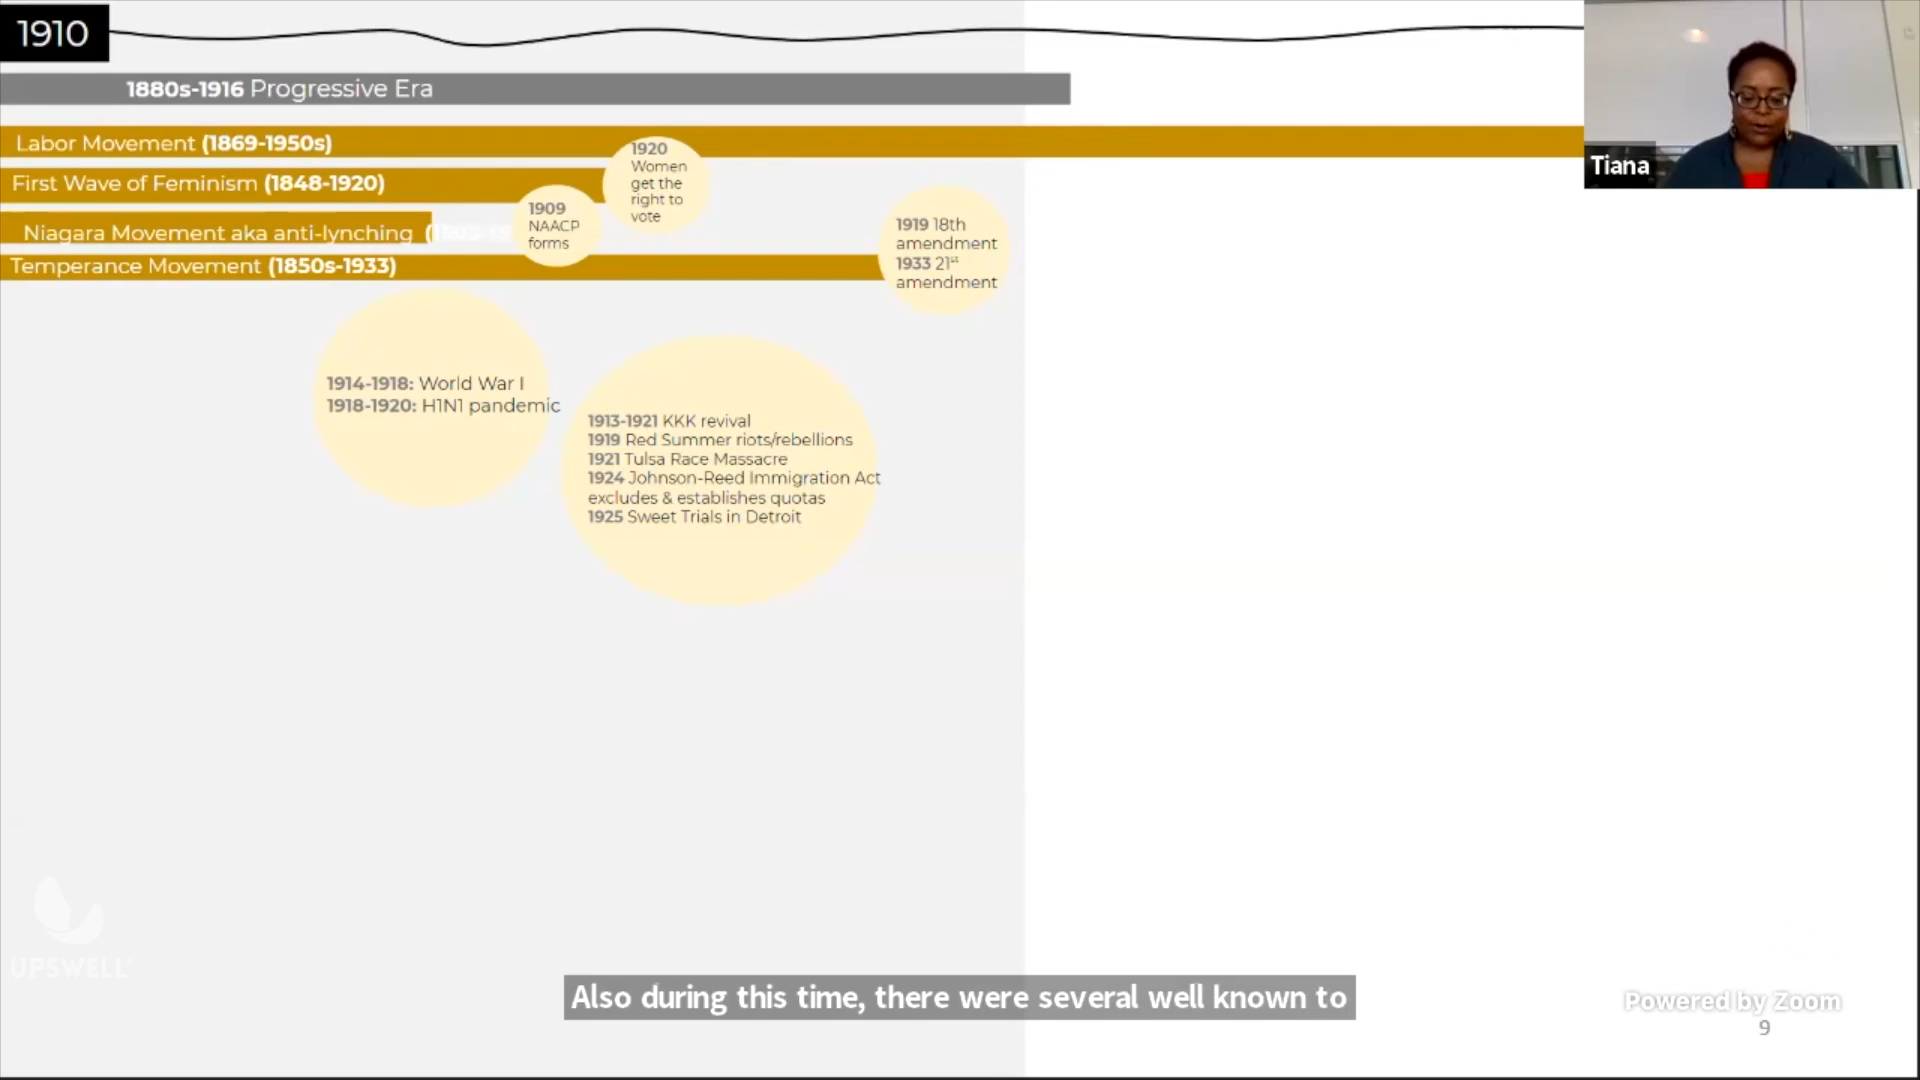 1910
1880s-1916 Progressive Era
Labor Movement (1869-1950s)
First Wave of Feminism (1848-1920)
Niagara Movement aka anti-lynching (
Temperance Movement (1850s-1933)
1920
Women
get the
right to
vote
1909
NAACP
forms
1919 18th
amendment
1933 21st
amendment
1914-1918: World War I
1918-1920: H1N1 pandemic
1913-1921 KKK revival
1919 Red Summer riots/rebellions
1921 Tulsa Race Massacre
1924 Johnson-Reed Immigration Act
excludes & establishes quotas
1925 Sweet Trials in Detroit
Tiana
UPSWELL
Also during this time, there were several well known to
Powered by Zoom
9